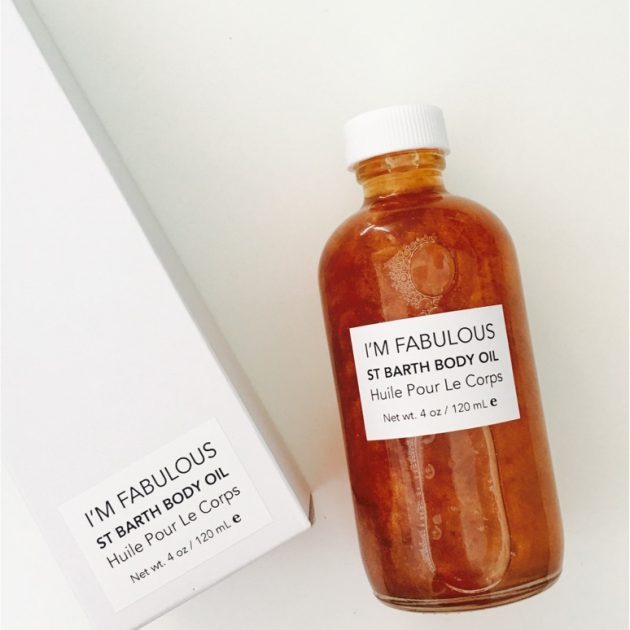 I'M FABULOUS
ST BARTH BODY OIL
Huile Pour Le Corps
Net wt. 4 oz / 120 mL e
I'M FABULOUS
ST BARTH BODY OIL
Huile Pour Le Corps
Net wt. 4 oz / 120 mL e